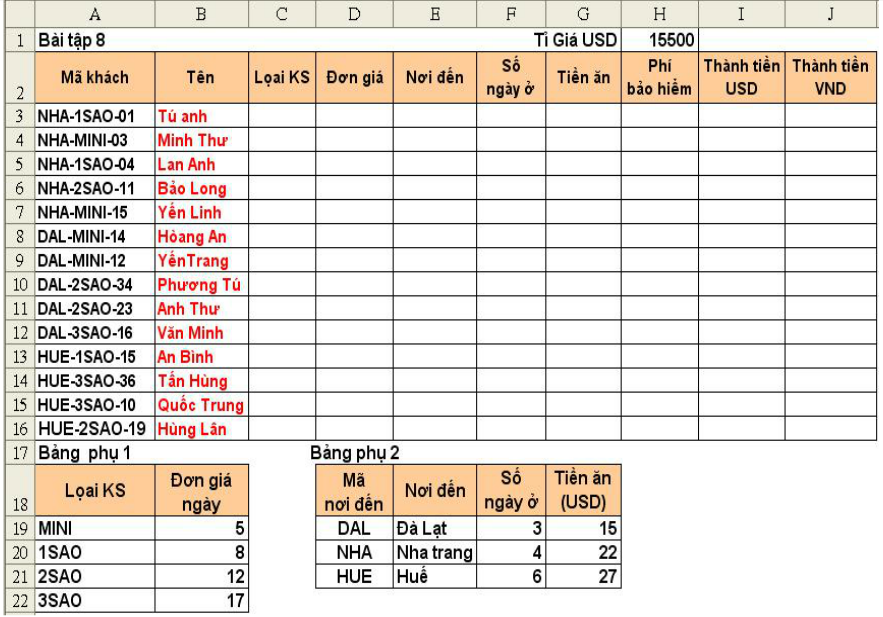 A B C D E F G H I J
1 Bài tập 8 Tỉ Giá USD 15500
2 Mã khách Tên Lọai KS Đơn giá Nơi đến Số ngày ở Tiền ăn Phí bảo hiểm Thành tiền USD Thành tiền VND
3 NHA-1SAO-01 Tú anh
4 NHA-MINI-03 Minh Thư
5 NHA-1SAO-04 Lan Anh
6 NHA-2SAO-11 Bảo Long
7 NHA-MINI-15 Yến Linh
8 DAL-MINI-14 Hòang An
9 DAL-MINI-12 YếnTrang
10 DAL-2SAO-34 Phương Tú
11 DAL-2SAO-23 Anh Thư
12 DAL-3SAO-16 Văn Minh
13 HUE-1SAO-15 An Bình
14 HUE-3SAO-36 Tấn Hùng
15 HUE-3SAO-10 Quốc Trung
16 HUE-2SAO-19 Hùng Lân
17 Bảng phụ 1 Bảng phụ 2
18 Lọai KS Đơn giá ngày Mã nơi đến Nơi đến Số ngày ở Tiền ăn (USD)
19 MINI 5 DAL Đà Lạt 3 15
20 1SAO 8 NHA Nha trang 4 22
21 2SAO 12 HUE Huế 6 27
22 3SAO 17